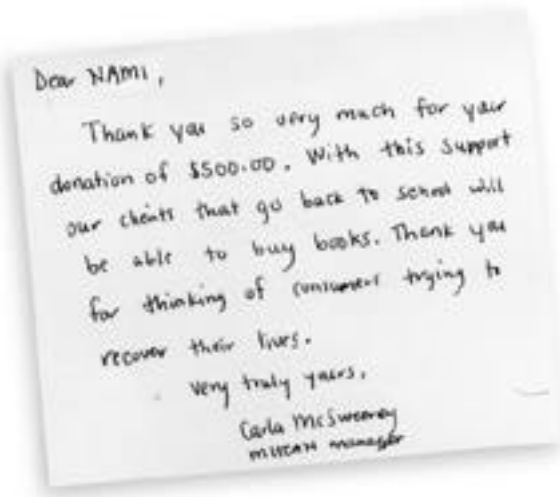 Dear NAMI,
Thank you so very much for your
donation of $500.00. With this support
our clients that go back to school will
be able to buy books. Thank you
for thinking of consumers trying to
recover their lives.
Very truly yours,
Carla McSweeney
manager